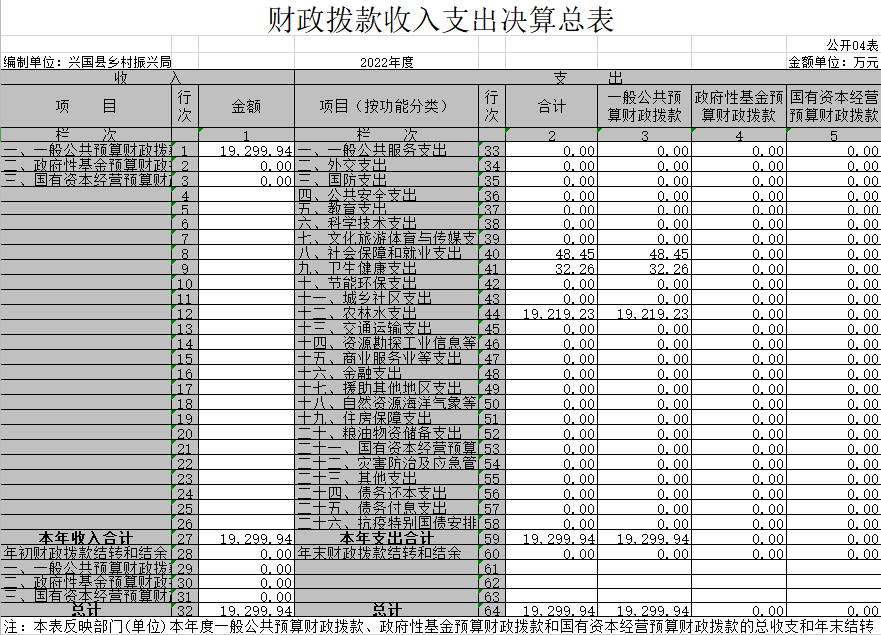 财政拨款收入支出决算总表
公开04表
编制单位：兴国县乡村振兴局 2022年度 金额单位：万元
收 入 支 出
项 目 行次 金额 项目（按功能分类） 行次 合计 一般公共预算财政拨款 政府性基金预算财政拨款 国有资本经营预算财政拨款
栏 次 1 栏 次 2 3 4 5
一、一般公共预算财政拨 1 19,299.94 一、一般公共服务支出 33 0.00 0.00 0.00 0.00
二、政府性基金预算财政拨 2 0.00 二、外交支出 34 0.00 0.00 0.00 0.00
三、国有资本经营预算财 3 0.00 三、国防支出 35 0.00 0.00 0.00 0.00
4 四、公共安全支出 36 0.00 0.00 0.00 0.00
5 五、教育支出 37 0.00 0.00 0.00 0.00
6 六、科学技术支出 38 0.00 0.00 0.00 0.00
7 七、文化旅游体育与传媒支 39 0.00 0.00 0.00 0.00
8 八、社会保障和就业支出 40 48.45 48.45 0.00 0.00
9 九、卫生健康支出 41 32.26 32.26 0.00 0.00
10 十、节能环保支出 42 0.00 0.00 0.00 0.00
11 十一、城乡社区支出 43 0.00 0.00 0.00 0.00
12 十二、农林水支出 44 19,219.23 19,219.23 0.00 0.00
13 十三、交通运输支出 45 0.00 0.00 0.00 0.00
14 十四、资源勘探工业信息等 46 0.00 0.00 0.00 0.00
15 十五、商业服务业等支出 47 0.00 0.00 0.00 0.00
16 十六、金融支出 48 0.00 0.00 0.00 0.00
17 十七、援助其他地区支出 49 0.00 0.00 0.00 0.00
18 十八、自然资源海洋气象等 50 0.00 0.00 0.00 0.00
19 十九、住房保障支出 51 0.00 0.00 0.00 0.00
20 二十、粮油物资储备支出 52 0.00 0.00 0.00 0.00
21 二十一、国有资本经营预算 53 0.00 0.00 0.00 0.00
22 二十二、灾害防治及应急管 54 0.00 0.00 0.00 0.00
23 二十三、其他支出 55 0.00 0.00 0.00 0.00
24 二十四、债务还本支出 56 0.00 0.00 0.00 0.00
25 二十五、债务付息支出 57 0.00 0.00 0.00 0.00
26 二十六、抗疫特别国债安排 58 0.00 0.00 0.00 0.00
本年收入合计 27 19,299.94 本年支出合计 59 19,299.94 19,299.94 0.00 0.00
年初财政拨款结转和结余 28 0.00 年末财政拨款结转和结余 60 0.00 0.00 0.00 0.00
一、一般公共预算财政拨 29 0.00 61
二、政府性基金预算财政拨 30 0.00 62
三、国有资本经营预算财 31 0.00 63
总计 32 19,299.94 总计 64 19,299.94 19,299.94 0.00 0.00
注：本表反映部门(单位)本年度一般公共预算财政拨款、政府性基金预算财政拨款和国有资本经营预算财政拨款的总收支和年末结转